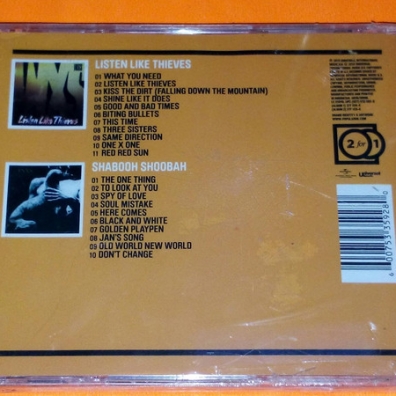 INXS
Listen Like Thieves
LISTEN LIKE THIEVES
01 WHAT YOU NEED
02 LISTEN LIKE THIEVES
03 KISS THE DIRT (FALLING DOWN THE MOUNTAIN)
04 SHINE LIKE IT DOES
05 GOOD AND BAD TIMES
06 BITING BULLETS
07 THIS TIME
08 THREE SISTERS
09 SAME DIRECTION
10 ONE X ONE
11 RED RED SUN
SHABOOH SHOOBAH
01 THE ONE THING
02 TO LOOK AT YOU
03 SPY OF LOVE
04 SOUL MISTAKE
05 HERE COMES
06 BLACK AND WHITE
07 GOLDEN PLAYPEN
08 JAN'S SONG
09 OLD WORLD NEW WORLD
10 DON'T CHANGE
2 for 1
6 00753 35928 0